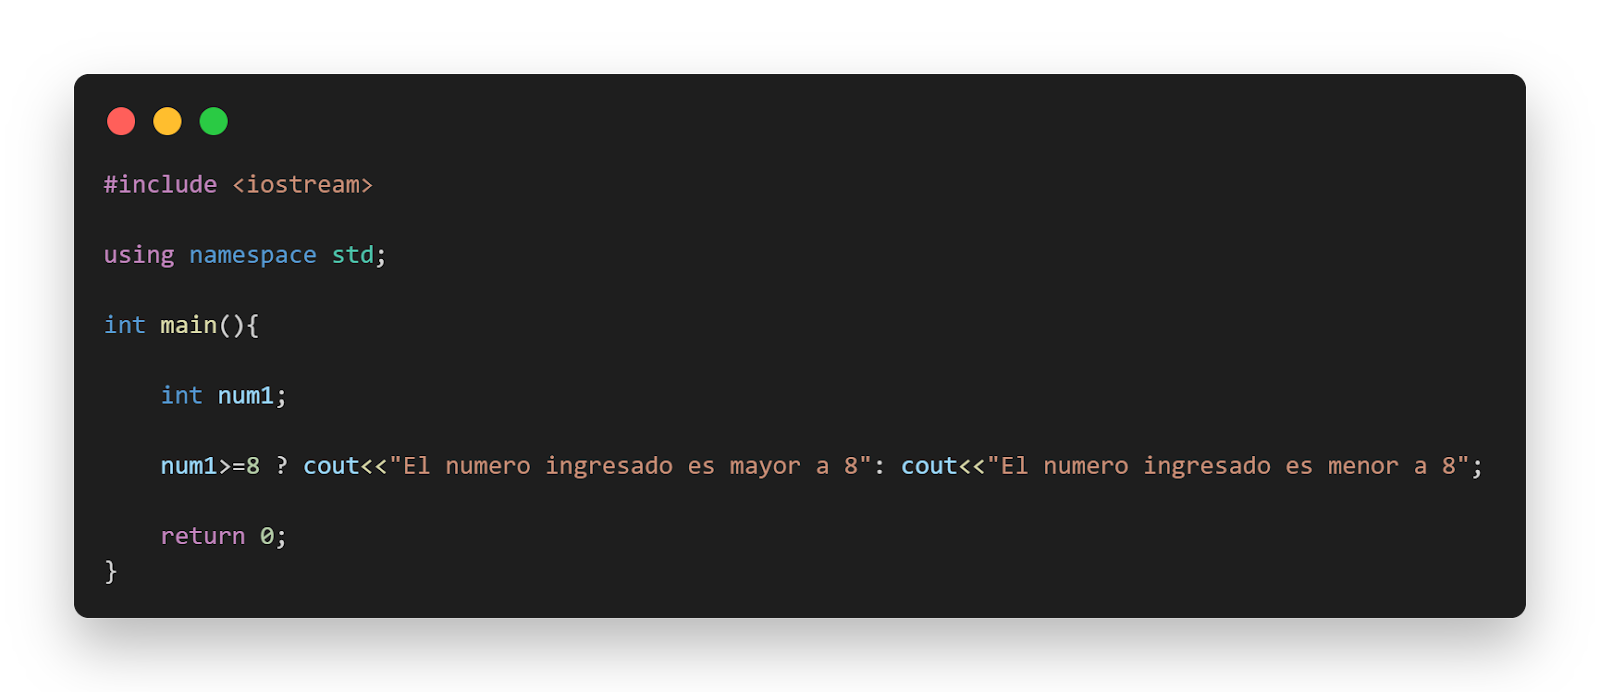 #include <iostream>
using namespace std;
int main(){
    int num1;
    num1>=8 ? cout<<"El numero ingresado es mayor a 8": cout<<"El numero ingresado es menor a 8";
    return 0;
}